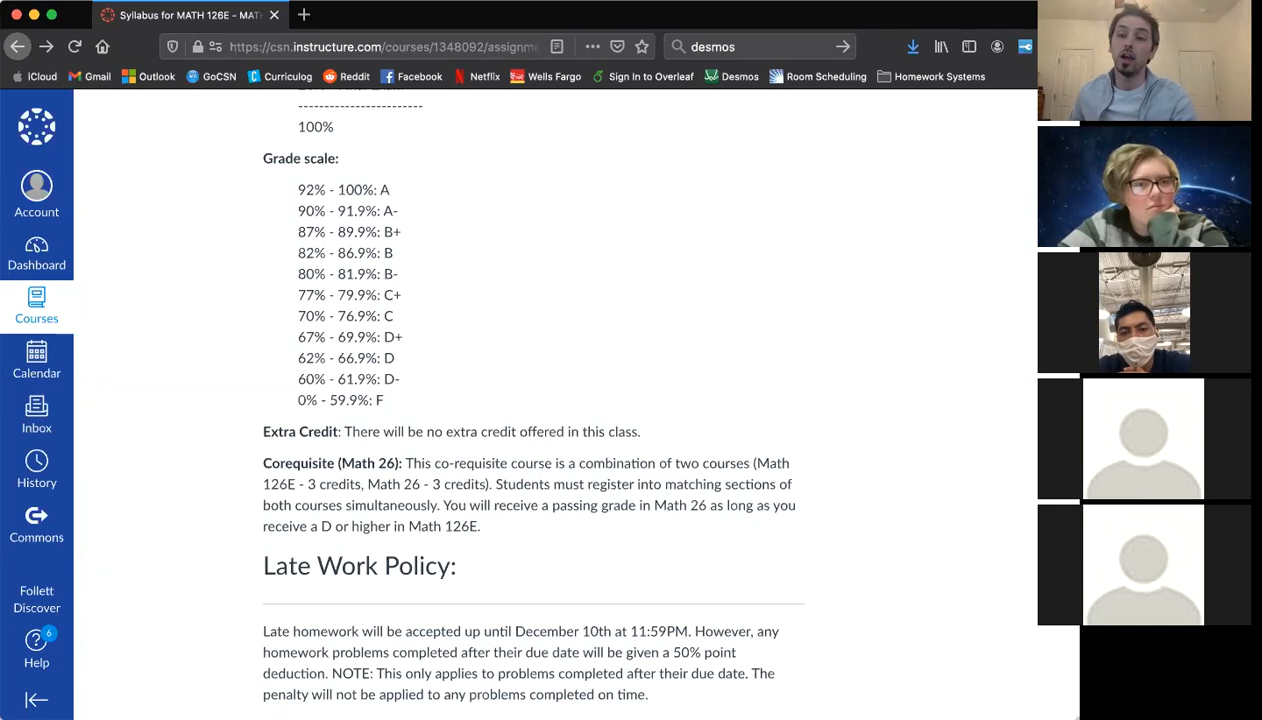 Syllabus for MATH 126E - MAT
https://csn.instructure.com/courses/1348092/assignm
desmos
iCloud Gmail Outlook GoCSN Curriculog Reddit Facebook Netflix Wells Fargo Sign In to Overleaf Desmos Room Scheduling Homework Systems
Account
Dashboard
Courses
Calendar
Inbox
History
Commons
Follett
Discover
6
Help
------------------------
100%
Grade scale:
92% - 100%: A
90% - 91.9%: A-
87% - 89.9%: B+
82% - 86.9%: B
80% - 81.9%: B-
77% - 79.9%: C+
70% - 76.9%: C
67% - 69.9%: D+
62% - 66.9%: D
60% - 61.9%: D-
0% - 59.9%: F
Extra Credit: There will be no extra credit offered in this class.
Corequisite (Math 26): This co-requisite course is a combination of two courses (Math
126E - 3 credits, Math 26 - 3 credits). Students must register into matching sections of
both courses simultaneously. You will receive a passing grade in Math 26 as long as you
receive a D or higher in Math 126E.
Late Work Policy:
Late homework will be accepted up until December 10th at 11:59PM. However, any
homework problems completed after their due date will be given a 50% point
deduction. NOTE: This only applies to problems completed after their due date. The
penalty will not be applied to any problems completed on time.